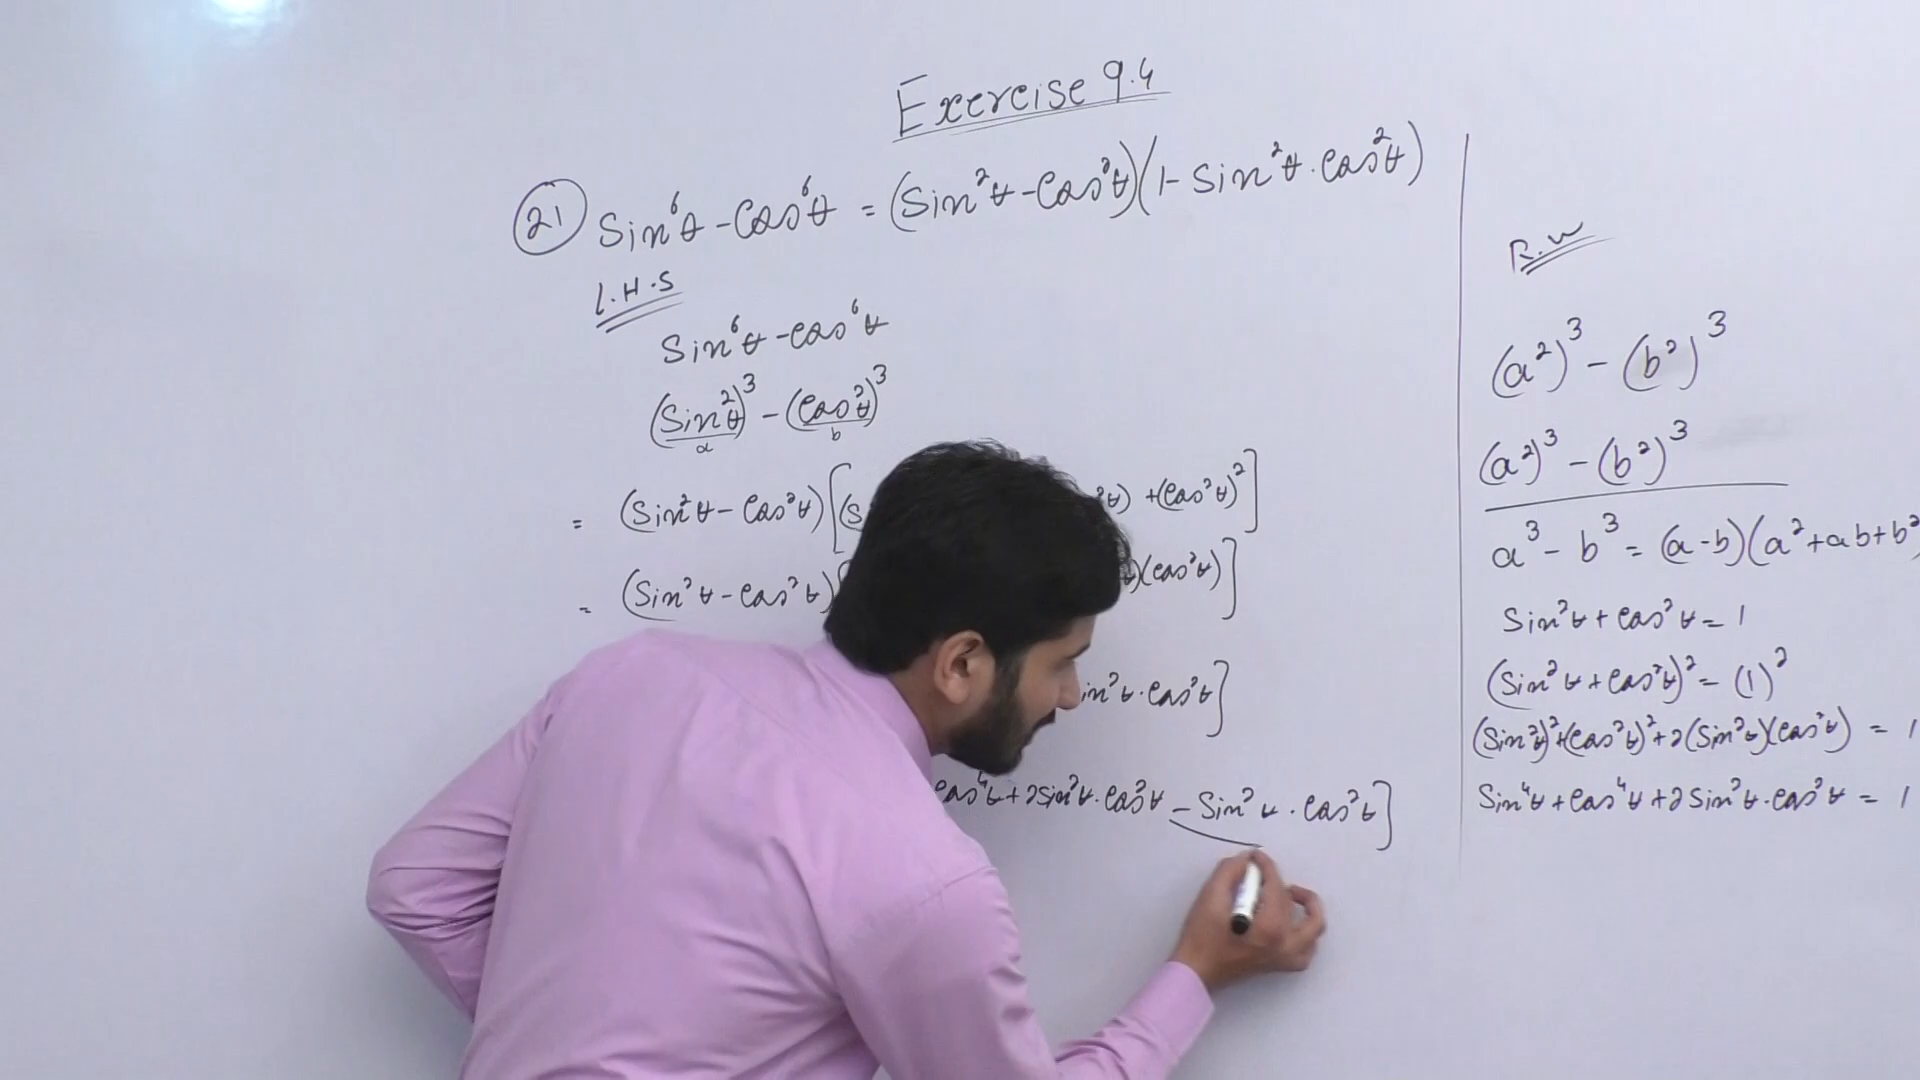 Exercise 9.4
(21) Sin⁶θ - Cos⁶θ = (Sin²θ - Cos²θ)(1 - Sin²θ . Cos²θ)
L.H.S
Sin⁶θ - Cos⁶θ
(Sin²θ)³ - (Cos²θ)³
a b
= (Sin²θ - Cos²θ)[(S θ) + (Cos²θ)²]
= (Sin²θ - Cos²θ) )(Cos²θ)]
in²θ . Cos²θ]
Cos⁴θ + 2Sin²θ . Cos²θ - Sin²θ . Cos²θ]
R.W
(a²)³ - (b²)³
(a²)³ - (b²)³
a³ - b³ = (a - b)(a² + ab + b²
Sin²θ + Cos²θ = 1
(Sin²θ + Cos²θ)² = (1)²
(Sin²θ)² + (Cos²θ)² + 2(Sin²θ)(Cos²θ) = 1
Sin⁴θ + Cos⁴θ + 2Sin²θ . Cos²θ = 1